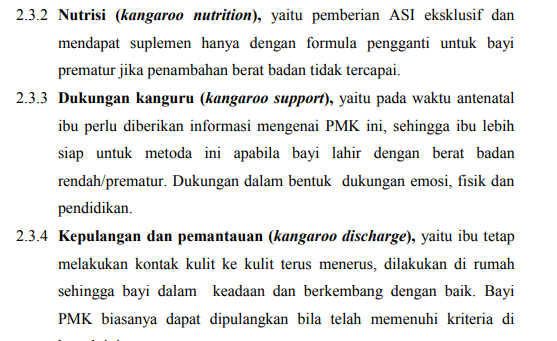 2.3.2 Nutrisi (kangaroo nutrition), yaitu pemberian ASI eksklusif dan
mendapat suplemen hanya dengan formula pengganti untuk bayi
prematur jika penambahan berat badan tidak tercapai.
2.3.3 Dukungan kanguru (kangaroo support), yaitu pada waktu antenatal
ibu perlu diberikan informasi mengenai PMK ini, sehingga ibu lebih
siap untuk metoda ini apabila bayi lahir dengan berat badan
rendah/prematur. Dukungan dalam bentuk dukungan emosi, fisik dan
pendidikan.
2.3.4 Kepulangan dan pemantauan (kangaroo discharge), yaitu ibu tetap
melakukan kontak kulit ke kulit terus menerus, dilakukan di rumah
sehingga bayi dalam keadaan dan berkembang dengan baik. Bayi
PMK biasanya dapat dipulangkan bila telah memenuhi kriteria di